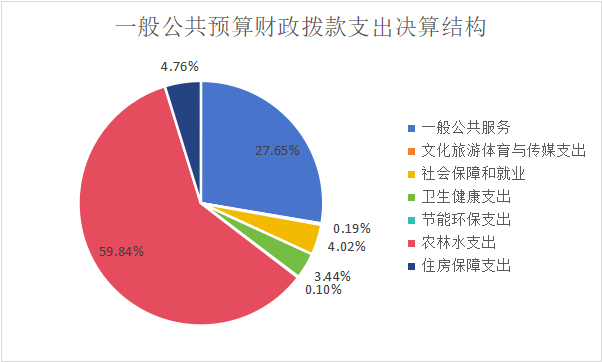 一般公共预算财政拨款支出决算结构
4.76%
27.65%
0.19%
4.02%
3.44%
0.10%
59.84%
一般公共服务
文化旅游体育与传媒支出
社会保障和就业
卫生健康支出
节能环保支出
农林水支出
住房保障支出